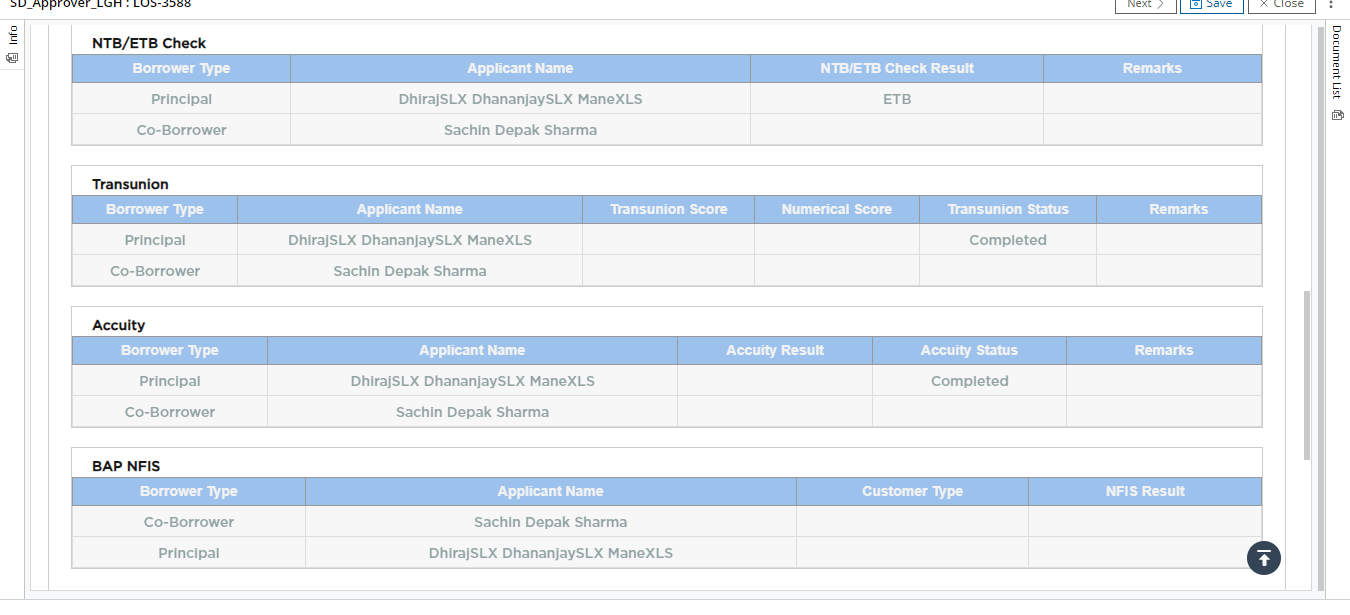 SD_Approver_LGH : LOS-3588
Next Save Close
Info
Document List
NTB/ETB Check
Borrower Type Applicant Name NTB/ETB Check Result Remarks
Principal DhirajSLX DhananjaySLX ManeXLS ETB
Co-Borrower Sachin Depak Sharma
Transunion
Borrower Type Applicant Name Transunion Score Numerical Score Transunion Status Remarks
Principal DhirajSLX DhananjaySLX ManeXLS Completed
Co-Borrower Sachin Depak Sharma
Accuity
Borrower Type Applicant Name Accuity Result Accuity Status Remarks
Principal DhirajSLX DhananjaySLX ManeXLS Completed
Co-Borrower Sachin Depak Sharma
BAP NFIS
Borrower Type Applicant Name Customer Type NFIS Result
Co-Borrower Sachin Depak Sharma
Principal DhirajSLX DhananjaySLX ManeXLS